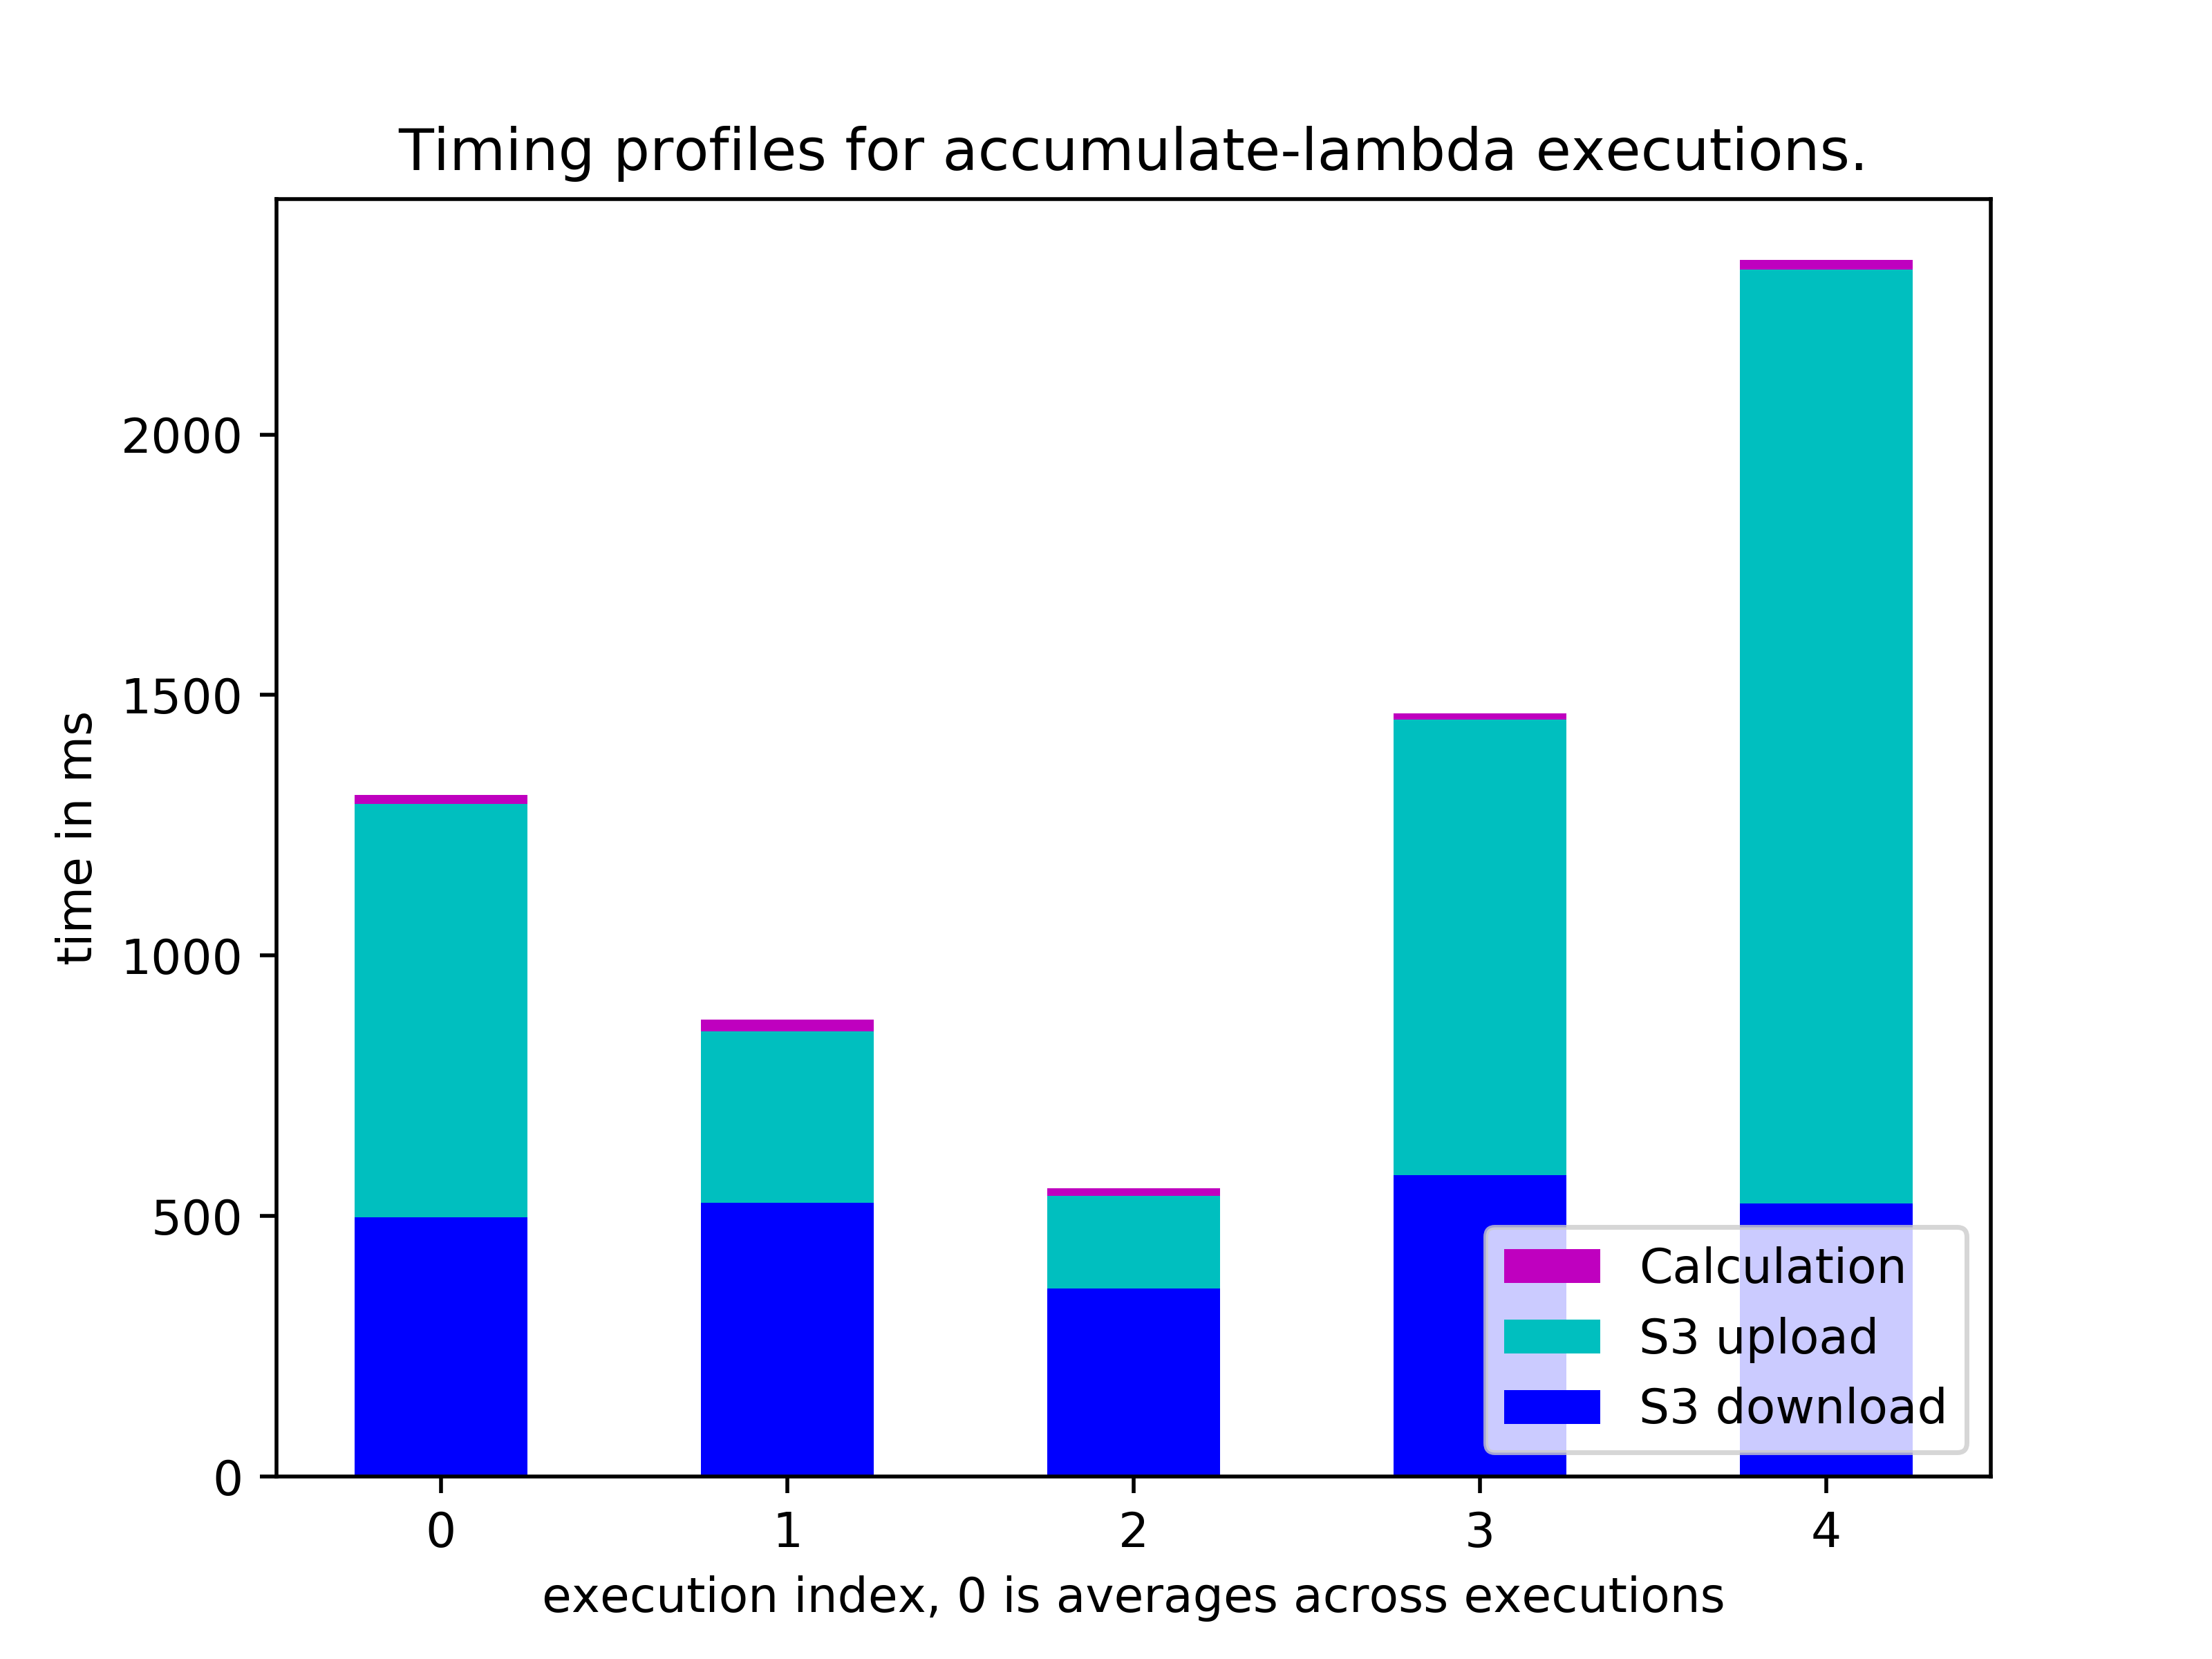 Timing profiles for accumulate-lambda executions.
time in ms
2000
1500
1000
500
0
Calculation
S3 upload
S3 download
0 1 2 3 4
execution index, 0 is averages across executions